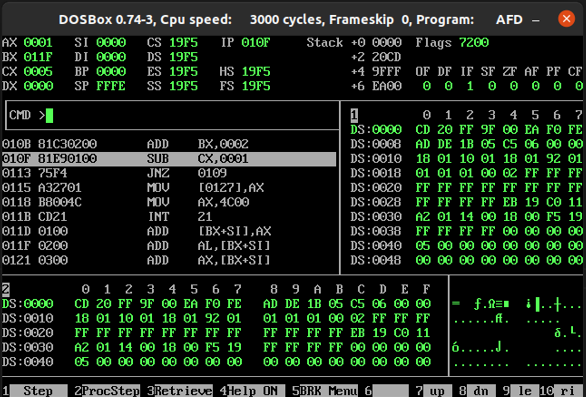 DOSBox 0.74-3, Cpu speed: 3000 cycles, Frameskip 0, Program: AFD
AX 0001 SI 0000 CS 19F5 IP 010F Stack +0 0000 Flags 7200
BX 011F DI 0000 DS 19F5 +2 20CD
CX 0005 BP 0000 ES 19F5 HS 19F5 +4 9FFF OF DF IF SF ZF AF PF CF
DX 0000 SP FFFE SS 19F5 FS 19F5 +6 EA00 0 0 1 0 0 0 0 0
CMD >
1 0 1 2 3 4 5 6 7
DS:0000 CD 20 FF 9F 00 EA F0 FE
DS:0008 AD DE 1B 05 C5 06 00 00
DS:0010 18 01 10 01 18 01 92 01
DS:0018 01 01 01 00 02 FF FF FF
DS:0020 FF FF FF FF FF FF FF FF
DS:0028 FF FF FF FF EB 19 C0 11
DS:0030 A2 01 14 00 18 00 F5 19
DS:0038 FF FF FF FF 00 00 00 00
DS:0040 05 00 00 00 00 00 00 00
DS:0048 00 00 00 00 00 00 00 00
010B 81C30200 ADD BX,0002
010F 81E90100 SUB CX,0001
0113 75F4 JNZ 0109
0115 A32701 MOV [0127],AX
0118 B8004C MOV AX,4C00
011B CD21 INT 21
011D 0100 ADD [BX+SI],AX
011F 0200 ADD AL,[BX+SI]
0121 0300 ADD AX,[BX+SI]
2 0 1 2 3 4 5 6 7 8 9 A B C D E F
DS:0000 CD 20 FF 9F 00 EA F0 FE AD DE 1B 05 C5 06 00 00
DS:0010 18 01 10 01 18 01 92 01 01 01 01 00 02 FF FF FF
DS:0020 FF FF FF FF FF FF FF FF FF FF FF FF EB 19 C0 11
DS:0030 A2 01 14 00 18 00 F5 19 FF FF FF FF 00 00 00 00
DS:0040 05 00 00 00 00 00 00 00 00 00 00 00 00 00 00 00
1 Step 2ProcStep 3Retrieve 4Help ON 5BRK Menu 6 7 up 8 dn 9 le 10 ri